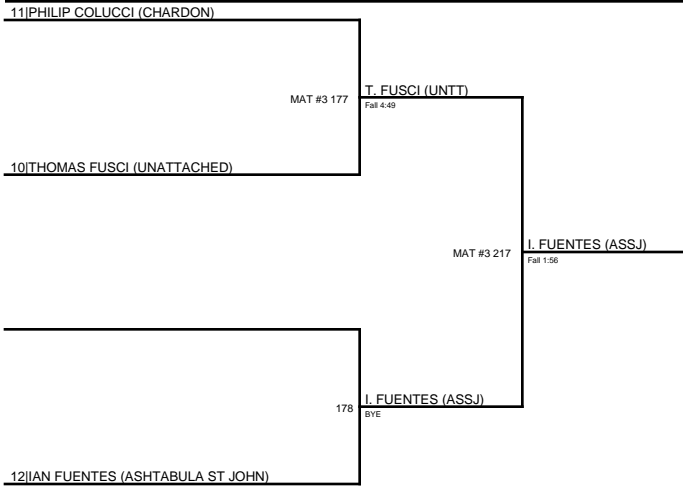 11|PHILIP COLUCCI (CHARDON)
MAT #3 177
T. FUSCI (UNTT)
Fall 4:49
10|THOMAS FUSCI (UNATTACHED)
MAT #3 217
I. FUENTES (ASSJ)
Fall 1:56
178
I. FUENTES (ASSJ)
BYE
12|IAN FUENTES (ASHTABULA ST JOHN)